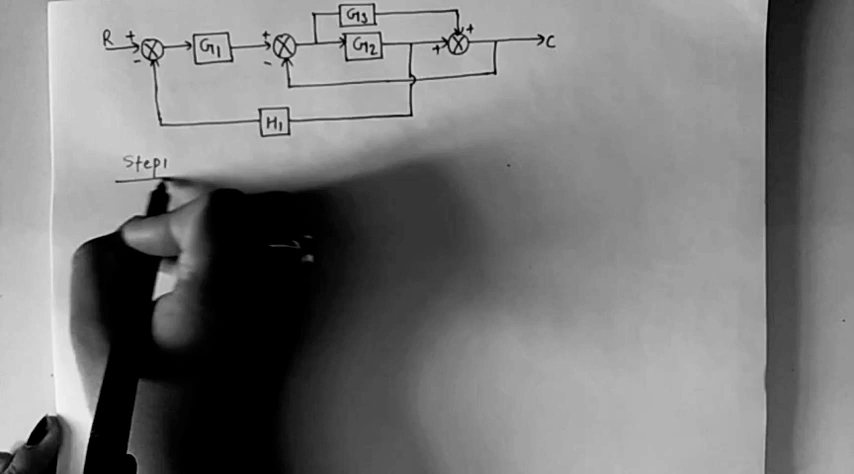 G3
R + - G1 + - G2 + + C
H1
Step1